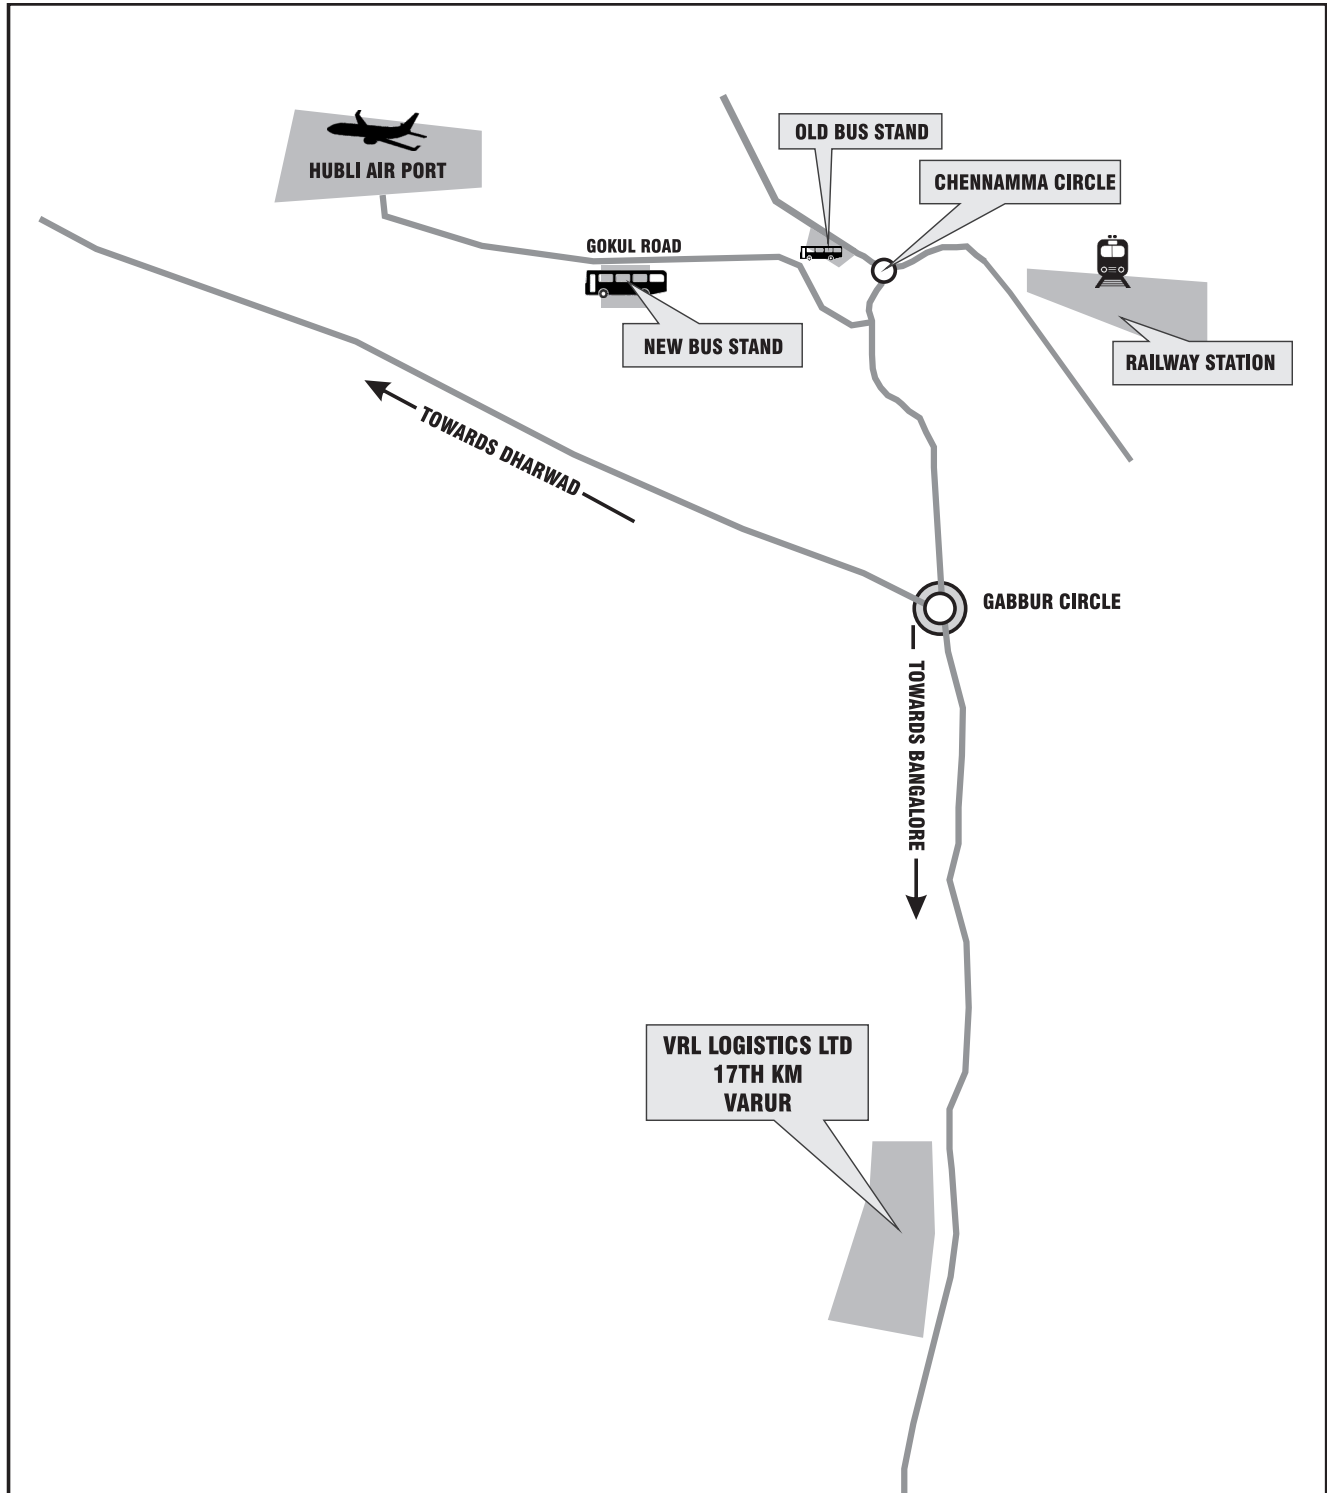 OLD BUS STAND
HUBLI AIR PORT
CHENNAMMA CIRCLE
GOKUL ROAD
NEW BUS STAND
RAILWAY STATION
TOWARDS DHARWAD
GABBUR CIRCLE
TOWARDS BANGALORE
VRL LOGISTICS LTD
17TH KM
VARUR